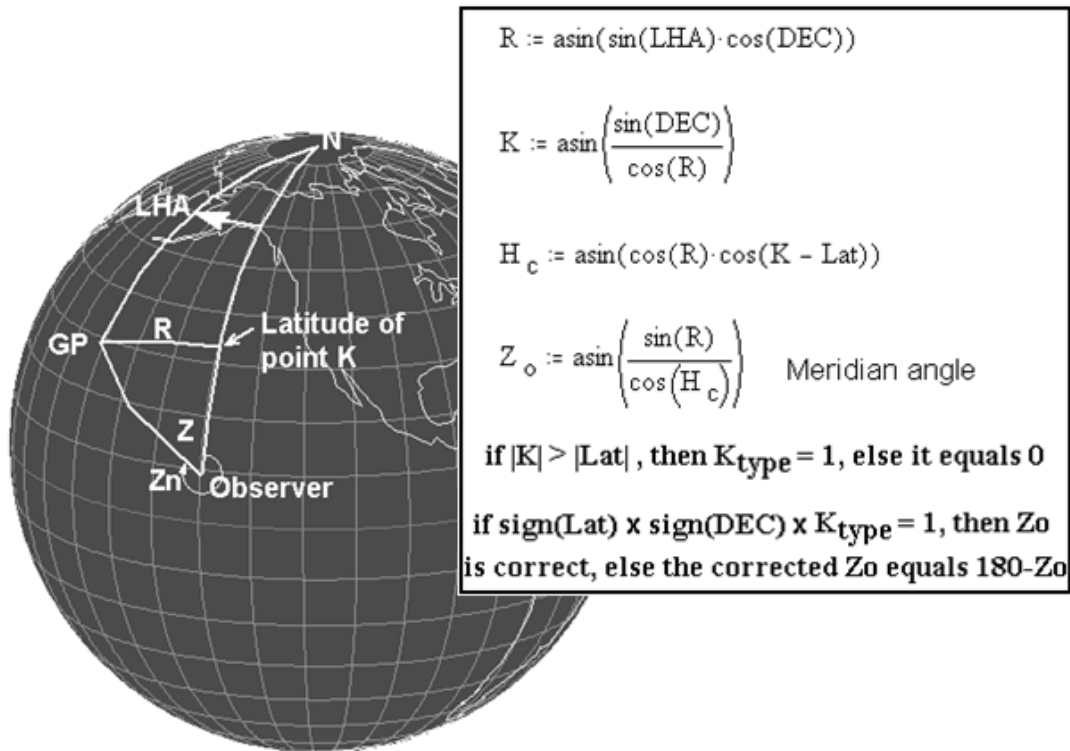 R := asin(sin(LHA)·cos(DEC))
K := asin(sin(DEC)/cos(R))
H c := asin(cos(R)·cos(K − Lat))
Z o := asin(sin(R)/cos(H c))
Meridian angle
if |K| > |Lat| , then Ktype = 1, else it equals 0
if sign(Lat) x sign(DEC) x Ktype = 1, then Zo
is correct, else the corrected Zo equals 180-Zo
N
LHA
R
GP
Latitude of
point K
Z
Zn
Observer